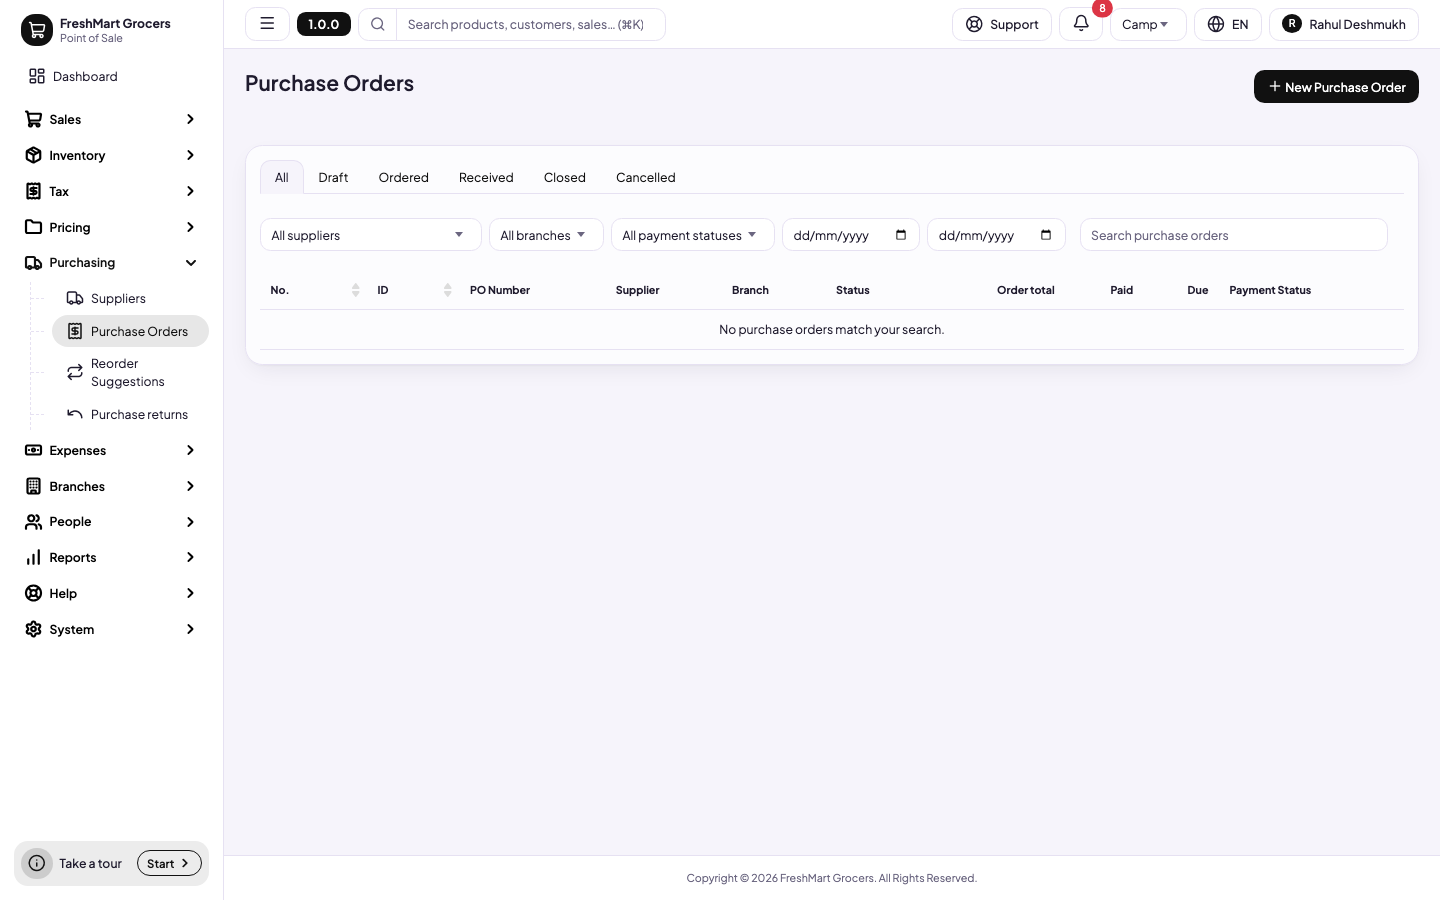 FreshMart Grocers
Point of Sale
1.0.0
Search products, customers, sales... (⌘K)
Support
8
Camp
EN
R
Rahul Deshmukh
Dashboard
Sales
Inventory
Tax
Pricing
Purchasing
Suppliers
Purchase Orders
Reorder
Suggestions
Purchase returns
Expenses
Branches
People
Reports
Help
System
Take a tour
Start
Purchase Orders
New Purchase Order
All Draft Ordered Received Closed Cancelled
All suppliers All branches All payment statuses dd/mm/yyyy dd/mm/yyyy Search purchase orders
No. ID PO Number Supplier Branch Status Order total Paid Due Payment Status
No purchase orders match your search.
Copyright © 2026 FreshMart Grocers. All Rights Reserved.